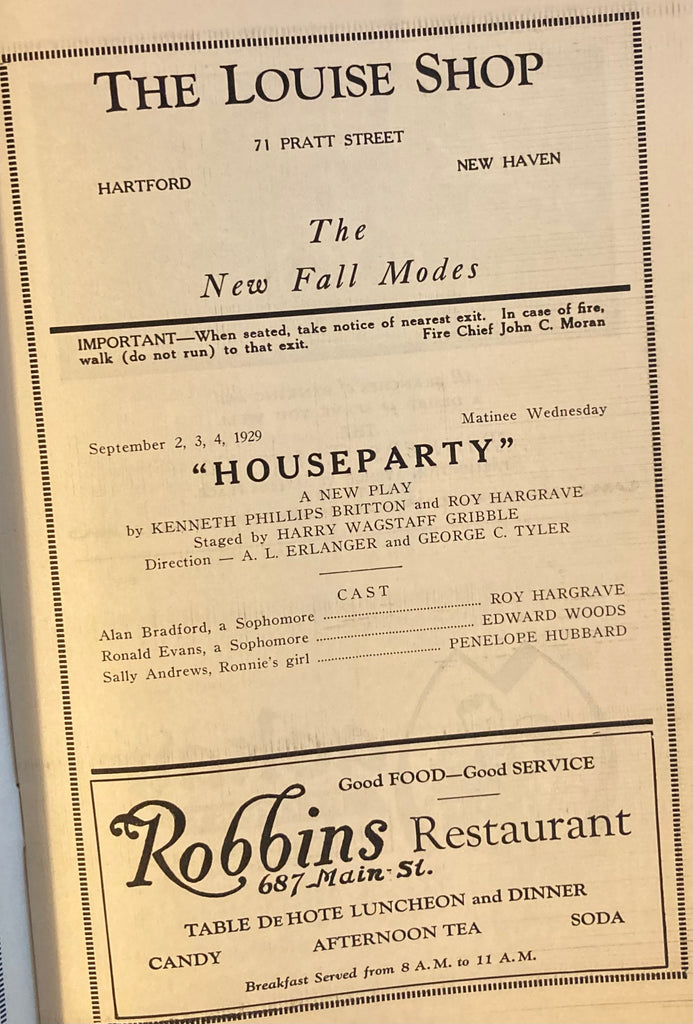 THE LOUISE SHOP
71 PRATT STREET
HARTFORD NEW HAVEN
The
New Fall Modes
IMPORTANT—When seated, take notice of nearest exit. In case of fire,
walk (do not run) to that exit. Fire Chief John C. Moran
September 2, 3, 4, 1929 Matinee Wednesday
“HOUSEPARTY”
A NEW PLAY
by KENNETH PHILLIPS BRITTON and ROY HARGRAVE
Staged by HARRY WAGSTAFF GRIBBLE
Direction — A. L. ERLANGER and GEORGE C. TYLER
CAST
Alan Bradford, a Sophomore ........ ROY HARGRAVE
Ronald Evans, a Sophomore ........ EDWARD WOODS
Sally Andrews, Ronnie's girl ........ PENELOPE HUBBARD
Good FOOD—Good SERVICE
Robbins Restaurant
687 Main St.
TABLE DE HOTE LUNCHEON and DINNER
CANDY AFTERNOON TEA SODA
Breakfast Served from 8 A.M. to 11 A.M.